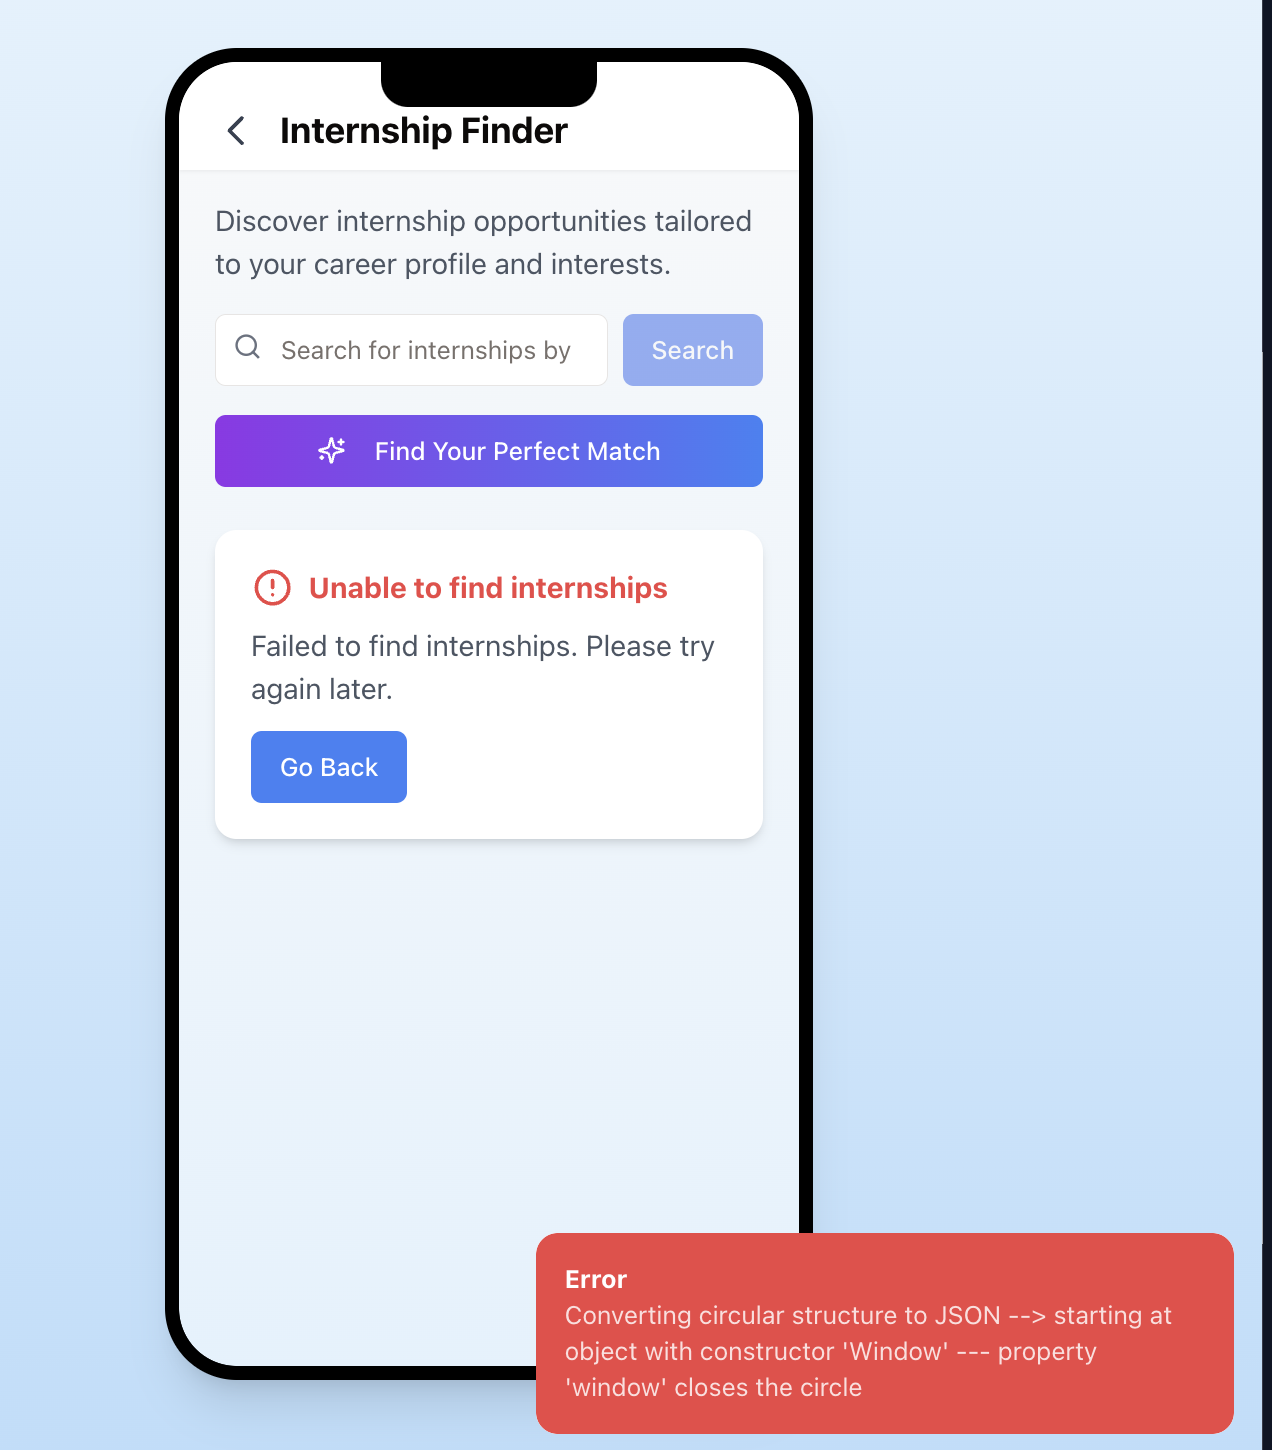 Internship Finder
Discover internship opportunities tailored
to your career profile and interests.
Search for internships by
Search
Find Your Perfect Match
Unable to find internships
Failed to find internships. Please try
again later.
Go Back
Error
Converting circular structure to JSON --> starting at
object with constructor 'Window' --- property
'window' closes the circle